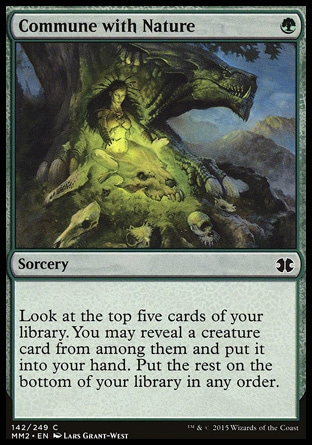 Commune with Nature
Sorcery
Look at the top five cards of your
library. You may reveal a creature
card from among them and put it
into your hand. Put the rest on the
bottom of your library in any order.
142/249 C
MM2 • EN Lars Grant-West
™ & © 2015 Wizards of the Coast